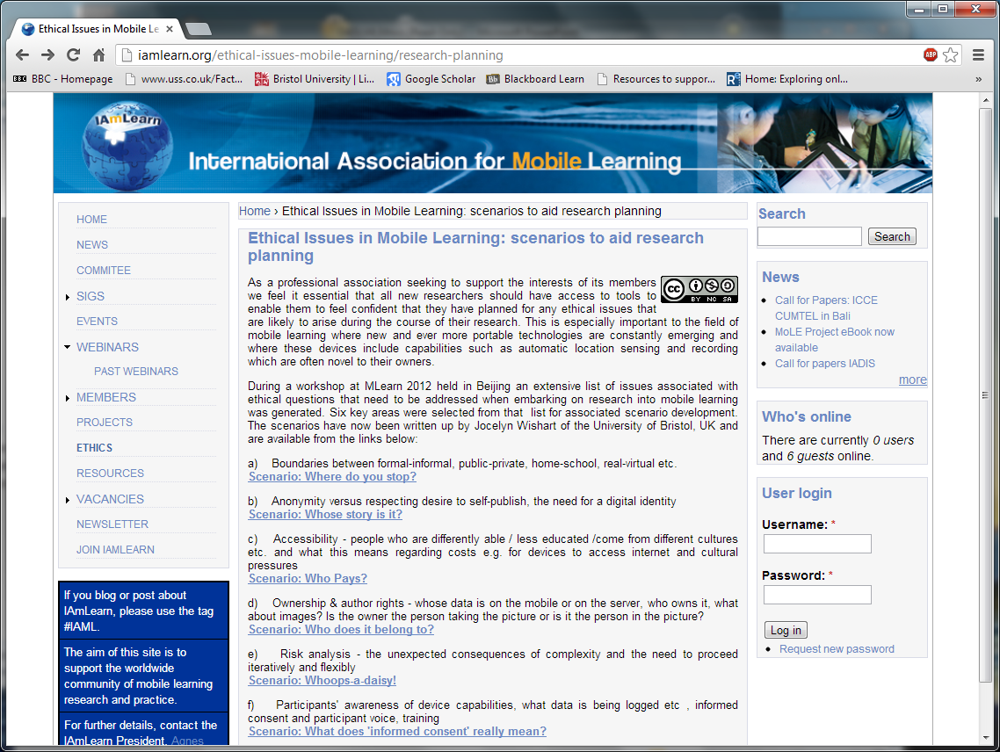 Ethical Issues in Mobile Le
iamlearn.org/ethical-issues-mobile-learning/research-planning
ABP
BBC BBC - Homepage
www.uss.co.uk/Fact...
Bristol University | Li...
Google Scholar
Bb Blackboard Learn
Resources to suppor...
Home: Exploring onl...
»
IAmLearn
International Association for Mobile Learning
HOME
NEWS
COMMITEE
SIGS
EVENTS
WEBINARS
PAST WEBINARS
MEMBERS
PROJECTS
ETHICS
RESOURCES
VACANCIES
NEWSLETTER
JOIN IAMLEARN
If you blog or post about
IAmLearn, please use the tag
#IAML.
The aim of this site is to
support the worldwide
community of mobile learning
research and practice.
For further details, contact the
IAmLearn President, Agnes
Home › Ethical Issues in Mobile Learning: scenarios to aid research planning
Ethical Issues in Mobile Learning: scenarios to aid research
planning
cc BY NC SA
As a professional association seeking to support the interests of its members
we feel it essential that all new researchers should have access to tools to
enable them to feel confident that they have planned for any ethical issues that
are likely to arise during the course of their research. This is especially important to the field of
mobile learning where new and ever more portable technologies are constantly emerging and
where these devices include capabilities such as automatic location sensing and recording
which are often novel to their owners.
During a workshop at MLearn 2012 held in Beijing an extensive list of issues associated with
ethical questions that need to be addressed when embarking on research into mobile learning
was generated. Six key areas were selected from that list for associated scenario development.
The scenarios have now been written up by Jocelyn Wishart of the University of Bristol, UK and
are available from the links below:
a) Boundaries between formal-informal, public-private, home-school, real-virtual etc.
Scenario: Where do you stop?
b) Anonymity versus respecting desire to self-publish, the need for a digital identity
Scenario: Whose story is it?
c) Accessibility - people who are differently able / less educated /come from different cultures
etc. and what this means regarding costs e.g. for devices to access internet and cultural
pressures
Scenario: Who Pays?
d) Ownership & author rights - whose data is on the mobile or on the server, who owns it, what
about images? Is the owner the person taking the picture or is it the person in the picture?
Scenario: Who does it belong to?
e) Risk analysis - the unexpected consequences of complexity and the need to proceed
iteratively and flexibly
Scenario: Whoops-a-daisy!
f) Participants' awareness of device capabilities, what data is being logged etc , informed
consent and participant voice, training
Scenario: What does 'informed consent' really mean?
Search
Search
News
Call for Papers: ICCE
CUMTEL in Bali
MoLE Project eBook now
available
Call for papers IADIS
more
Who's online
There are currently 0 users
and 6 guests online.
User login
Username: *
Password: *
Log in
Request new password